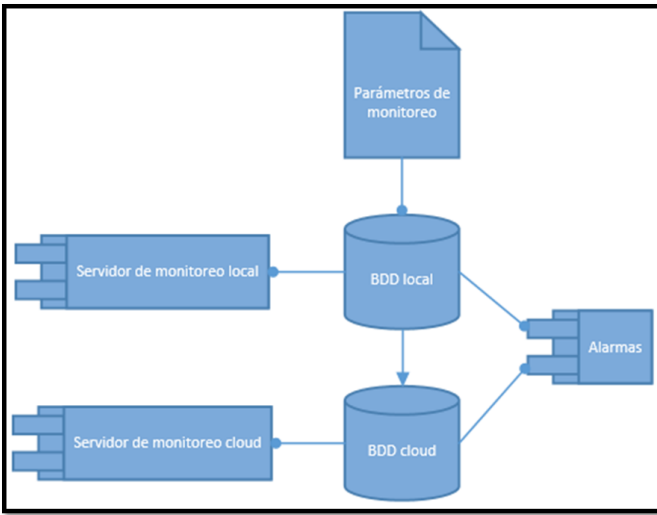 Parámetros de
monitoreo
Servidor de monitoreo local
BDD local
Alarmas
Servidor de monitoreo cloud
BDD cloud